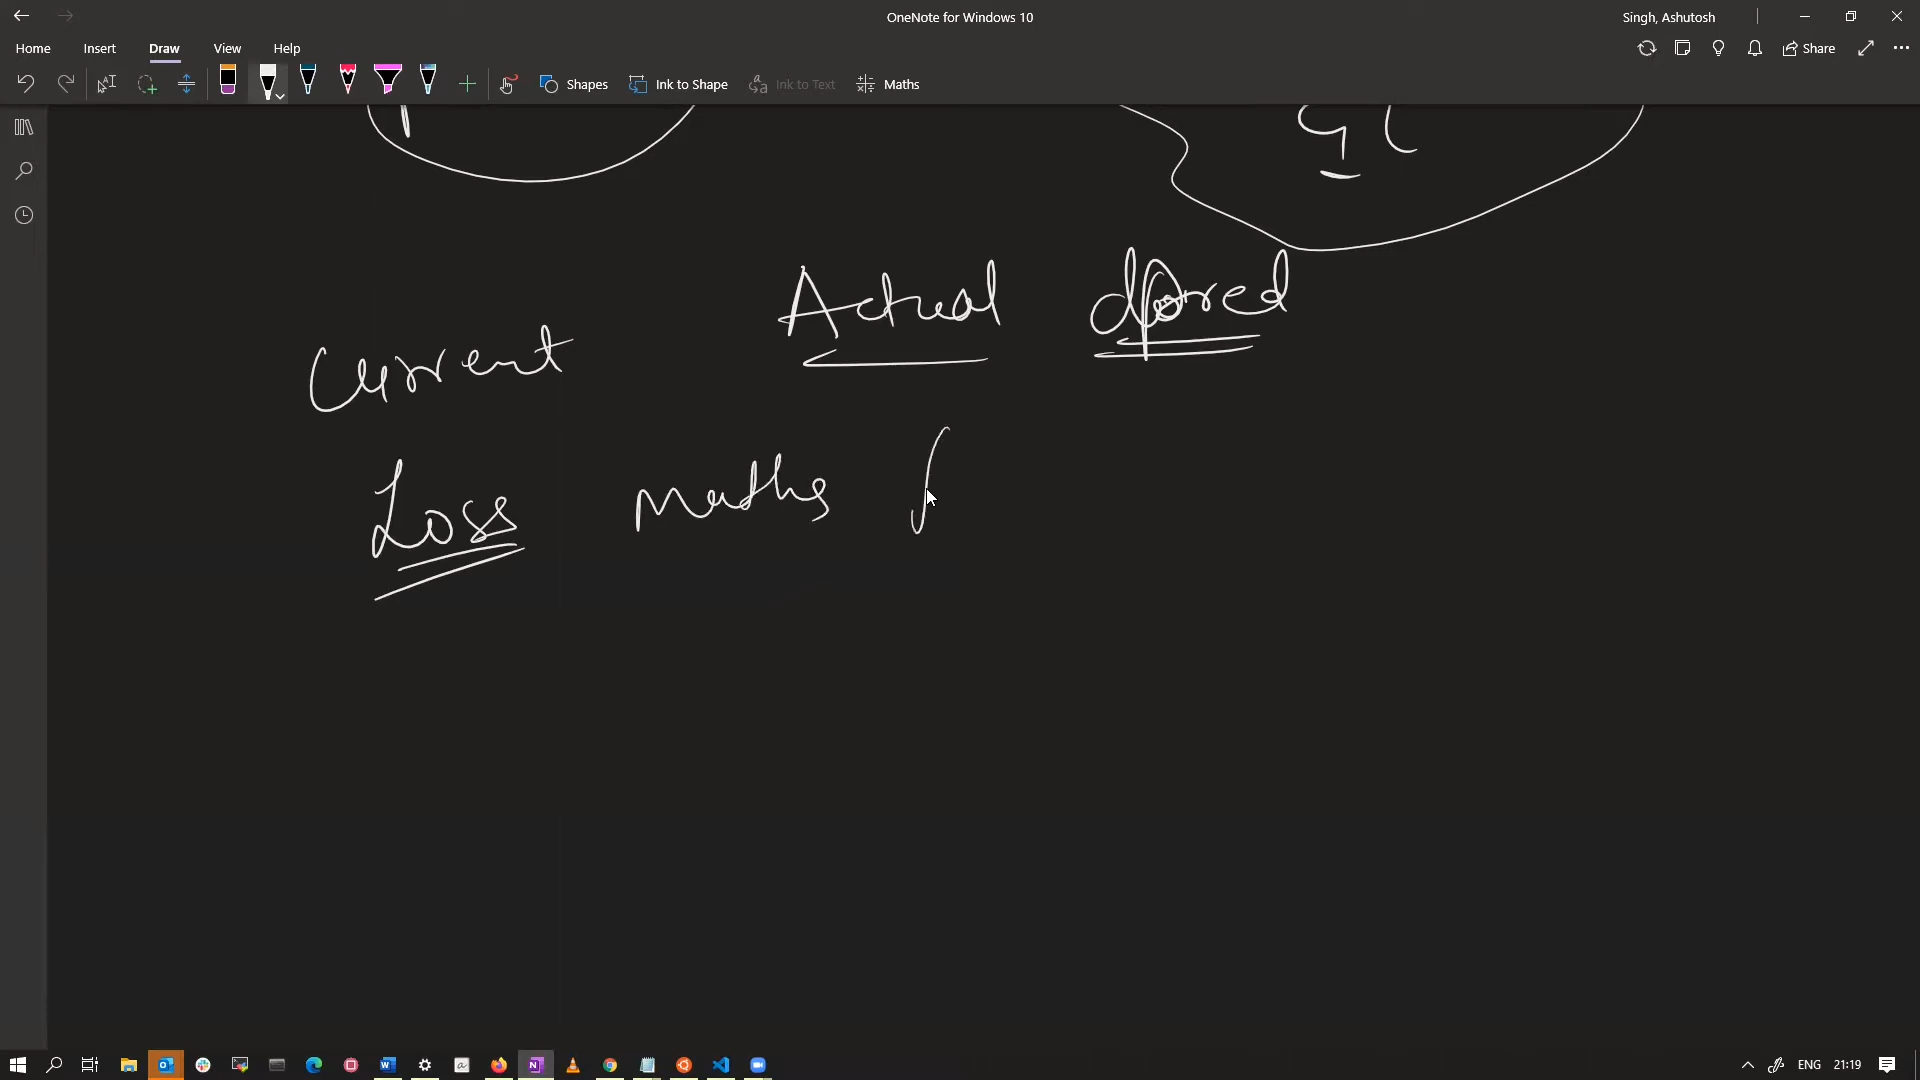 OneNote for Windows 10
Singh, Ashutosh
Home Insert Draw View Help
Share
Shapes Ink to Shape Ink to Text Maths
Actual
Current
Loss maths
ENG 21:19